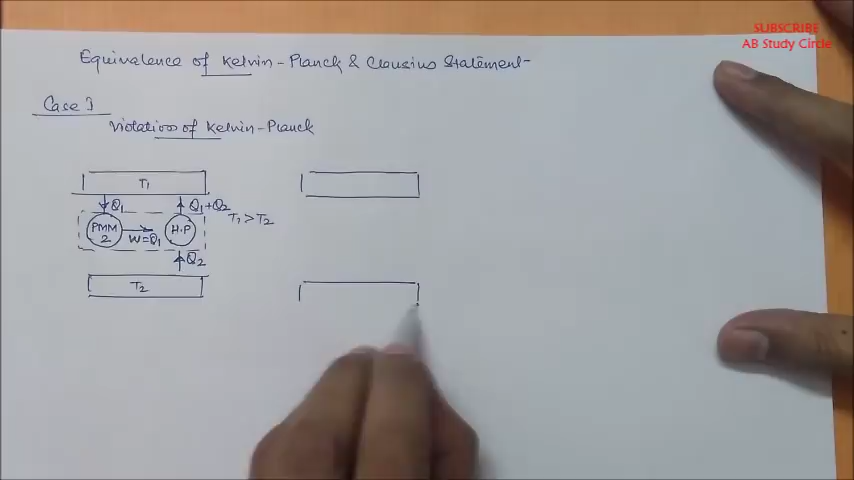 SUBSCRIBE
AB Study Circle
Equivalence of Kelvin-Planck & Clausius Statement-
Case I
Violation of Kelvin-Planck
T1
Q1
Q1+Q2
T1 > T2
PMM
2
W=Q1
H.P
Q2
T2